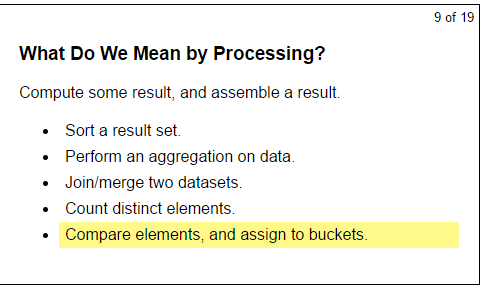 9 of 19
What Do We Mean by Processing?
Compute some result, and assemble a result.
• Sort a result set.
• Perform an aggregation on data.
• Join/merge two datasets.
• Count distinct elements.
• Compare elements, and assign to buckets.